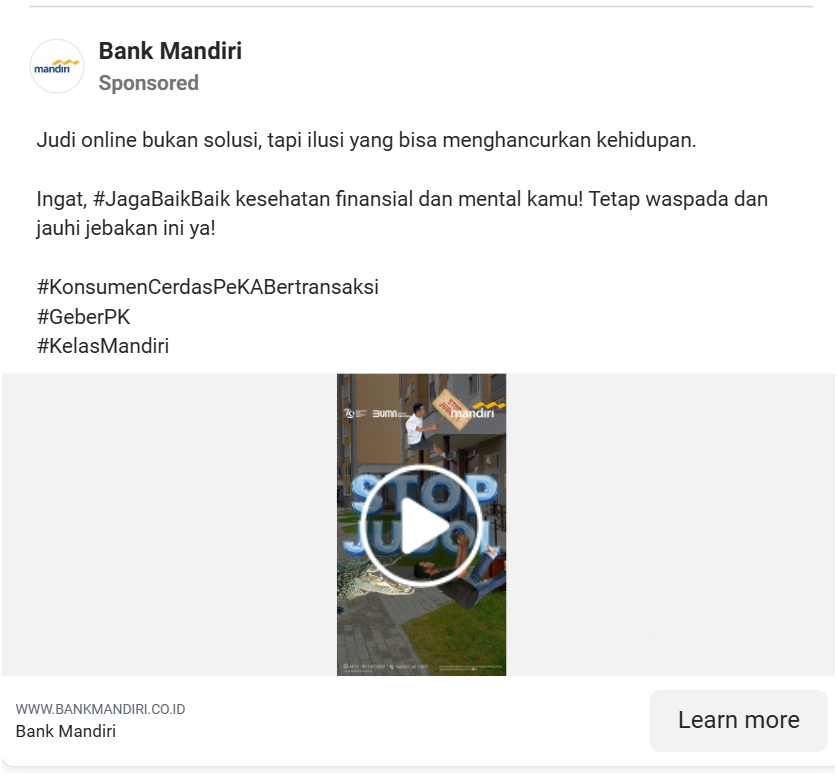 mandiri
Bank Mandiri
Sponsored
Judi online bukan solusi, tapi ilusi yang bisa menghancurkan kehidupan.
Ingat, #JagaBaikBaik kesehatan finansial dan mental kamu! Tetap waspada dan
jauhi jebakan ini ya!
#KonsumenCerdasPeKABertransaksi
#GeberPK
#KelasMandiri
BUMN
STOP
mandiri
STOP
JUDOL
WWW.BANKMANDIRI.CO.ID
Bank Mandiri
Learn more